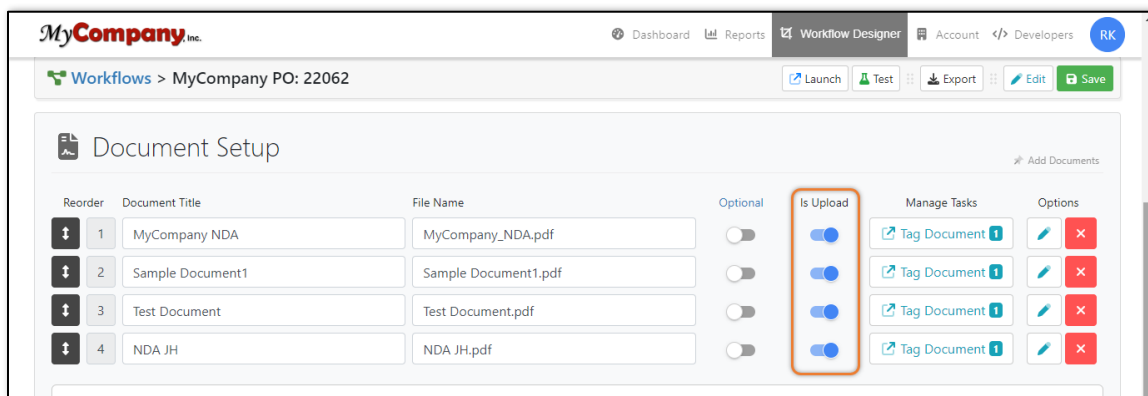 MyCompany, Inc.
Dashboard Reports Workflow Designer Account Developers RK
Workflows > MyCompany PO: 22062 Launch Test Export Edit Save
Document Setup
Add Documents
Reorder Document Title File Name Optional Is Upload Manage Tasks Options
1 MyCompany NDA MyCompany_NDA.pdf Tag Document 1
2 Sample Document1 Sample Document1.pdf Tag Document 1
3 Test Document Test Document.pdf Tag Document 1
4 NDA JH NDA JH.pdf Tag Document 1